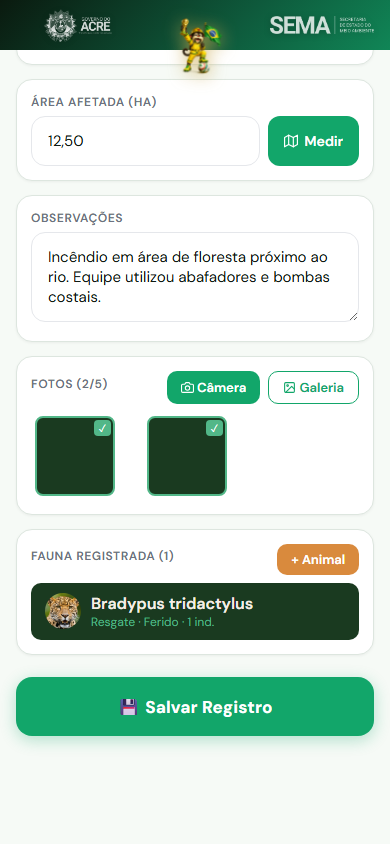 GOVERNO DO
ACRE
SEMA
SECRETARIA
DE ESTADO DO
MEIO AMBIENTE
ÁREA AFETADA (HA)
12,50
Medir
OBSERVAÇÕES
Incêndio em área de floresta próximo ao
rio. Equipe utilizou abafadores e bombas
costais.
FOTOS (2/5)
Câmera
Galeria
FAUNA REGISTRADA (1)
+ Animal
Bradypus tridactylus
Resgate · Ferido · 1 ind.
Salvar Registro